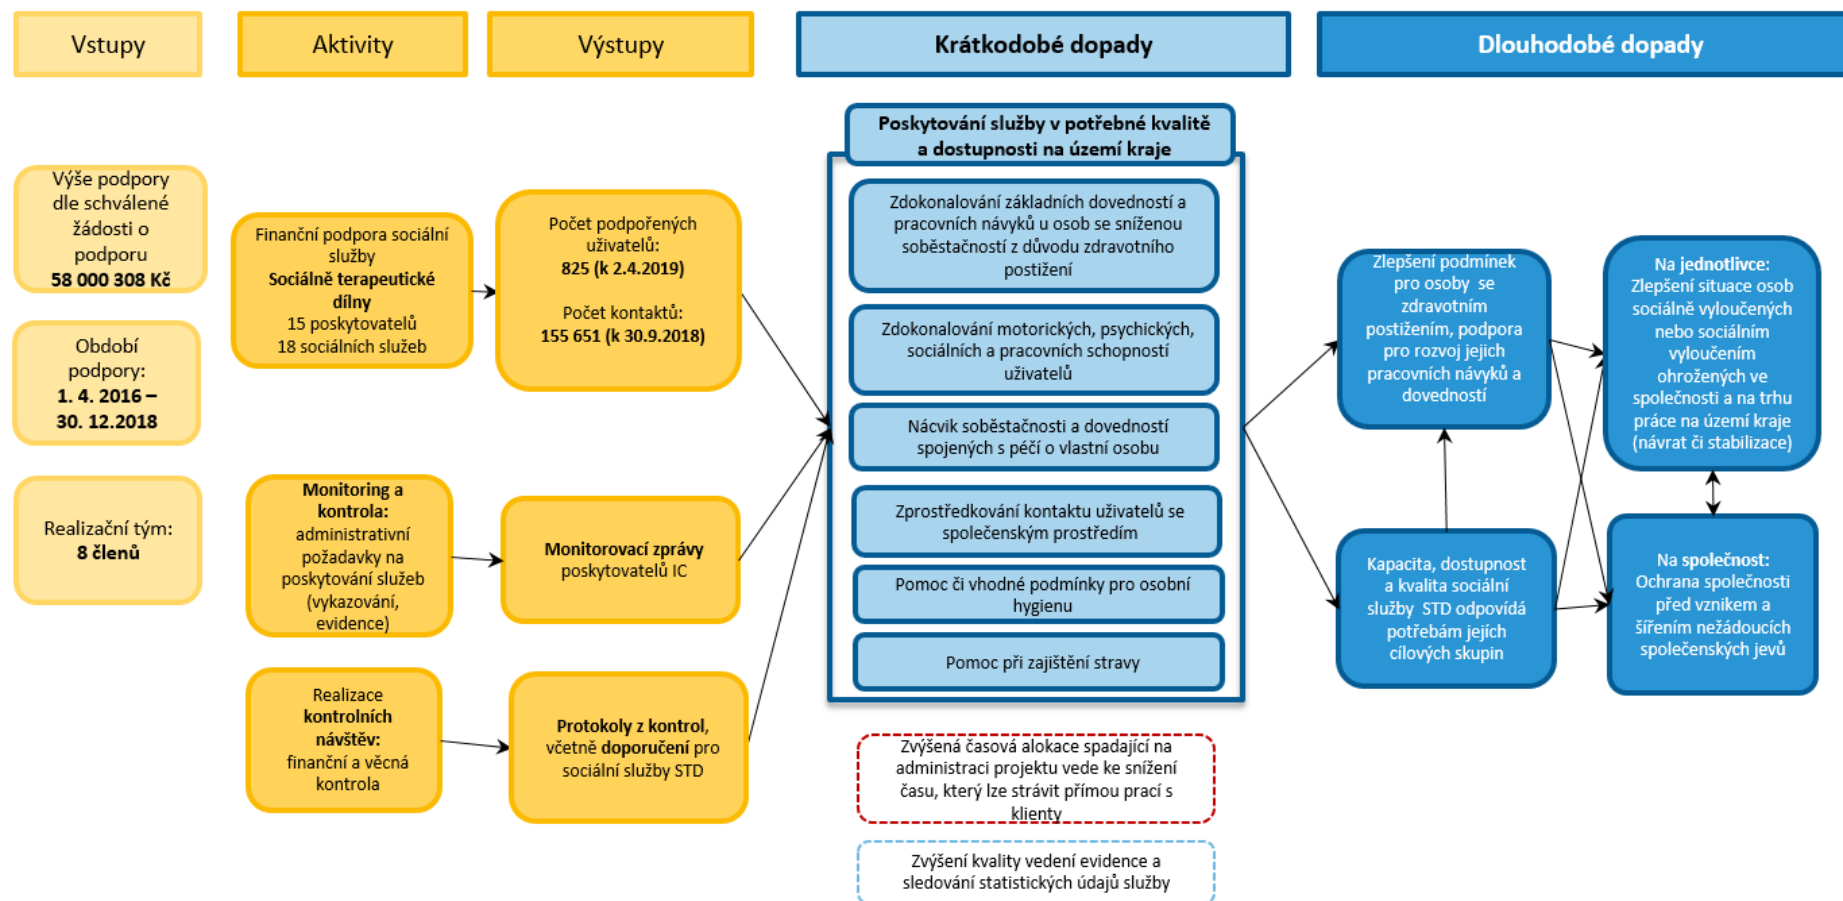 Vstupy
Aktivity
Výstupy
Krátkodobé dopady
Dlouhodobé dopady
Výše podpory
dle schválené
žádosti o
podporu
58 000 308 Kč
Období
podpory:
1. 4. 2016 –
30. 12.2018
Realizační tým:
8 členů
Finanční podpora sociální
služby
Sociálně terapeutické
dílny
15 poskytovatelů
18 sociálních služeb
Monitoring a
kontrola:
administrativní
požadavky na
poskytování služeb
(vykazování,
evidence)
Realizace
kontrolních
návštěv:
finanční a věcná
kontrola
Počet podpořených
uživatelů:
825 (k 2.4.2019)
Počet kontaktů:
155 651 (k 30.9.2018)
Monitorovací zprávy
poskytovatelů IC
Protokoly z kontrol,
včetně doporučení pro
sociální služby STD
Poskytování služby v potřebné kvalitě
a dostupnosti na území kraje
Zdokonalování základních dovedností a
pracovních návyků u osob se sníženou
soběstačností z důvodu zdravotního
postižení
Zdokonalování motorických, psychických,
sociálních a pracovních schopností
uživatelů
Nácvik soběstačnosti a dovedností
spojených s péčí o vlastní osobu
Zprostředkování kontaktu uživatelů se
společenským prostředím
Pomoc či vhodné podmínky pro osobní
hygienu
Pomoc při zajištění stravy
Zvýšená časová alokace spadající na
administraci projektu vede ke snížení
času, který lze strávit přímou prací s
klienty
Zvýšení kvality vedení evidence a
sledování statistických údajů služby
Zlepšení podmínek
pro osoby se
zdravotním
postižením, podpora
pro rozvoj jejich
pracovních návyků a
dovedností
Kapacita, dostupnost
a kvalita sociální
služby STD odpovídá
potřebám jejích
cílových skupin
Na jednotlivce:
Zlepšení situace osob
sociálně vyloučených
nebo sociálním
vyloučením
ohrožených ve
společnosti a na trhu
práce na území kraje
(návrat či stabilizace)
Na společnost:
Ochrana společnosti
před vznikem a
šířením nežádoucích
společenských jevů